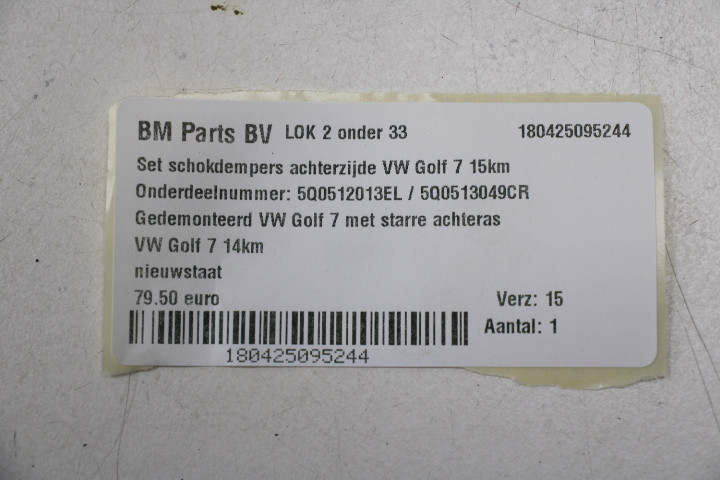 BM Parts BV LOK 2 onder 33 180425095244
Set schokdempers achterzijde VW Golf 7 15km
Onderdeelnummer: 5Q0512013EL / 5Q0513049CR
Gedemonteerd VW Golf 7 met starre achteras
VW Golf 7 14km
nieuwstaat
79.50 euro Verz: 15
Aantal: 1
180425095244